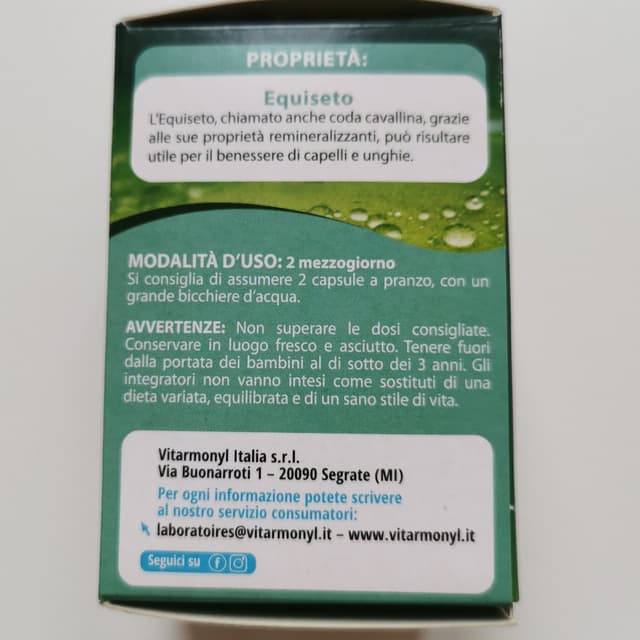 PROPRIETÀ:
Equiseto
L'Equiseto, chiamato anche coda cavallina, grazie
alle sue proprietà remineralizzanti, può risultare
utile per il benessere di capelli e unghie.
MODALITÀ D'USO: 2 mezzogiorno
Si consiglia di assumere 2 capsule a pranzo, con un
grande bicchiere d'acqua.
AVVERTENZE: Non superare le dosi consigliate.
Conservare in luogo fresco e asciutto. Tenere fuori
dalla portata dei bambini al di sotto dei 3 anni. Gli
integratori non vanno intesi come sostituti di una
dieta variata, equilibrata e di un sano stile di vita.
Vitarmonyl Italia s.r.l.
Via Buonarroti 1 – 20090 Segrate (MI)
Per ogni informazione potete scrivere
al nostro servizio consumatori:
laboratoires@vitarmonyl.it – www.vitarmonyl.it
Seguici su